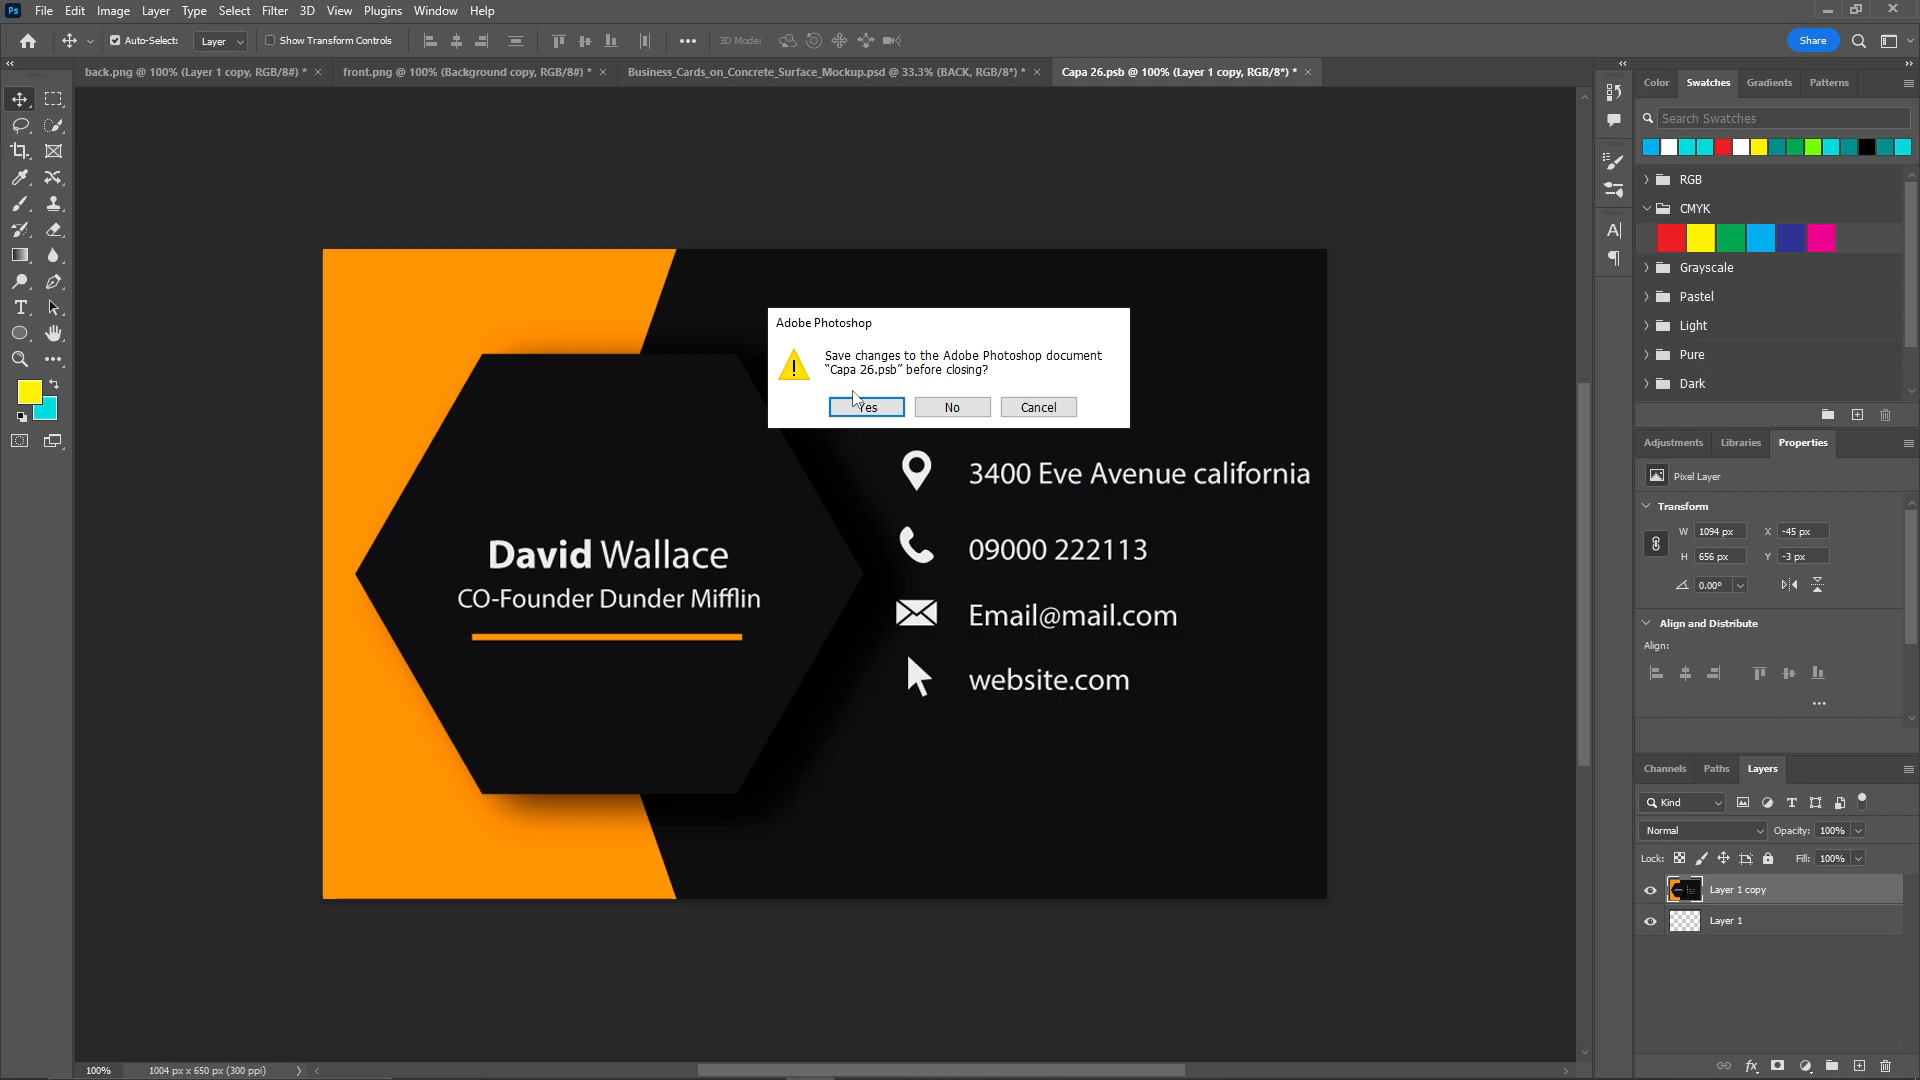 Ps File Edit Image Layer Type Select Filter 3D View Plugins Window Help
Auto-Select: Layer Show Transform Controls 3D Mode: Share
back.png @ 100% (Layer 1 copy, RGB/8#) * × front.png @ 100% (Background copy, RGB/8#) * × Business_Cards_on_Concrete_Surface_Mockup.psd @ 33.3% (BACK, RGB/8*) * × Capa 26.psb @ 100% (Layer 1 copy, RGB/8*) * ×
Color Swatches Gradients Patterns
Search Swatches
RGB
CMYK
Grayscale
Pastel
Light
Pure
Dark
Adobe Photoshop
Save changes to the Adobe Photoshop document
“Capa 26.psb” before closing?
Yes No Cancel
3400 Eve Avenue california
09000 222113
Email@mail.com
website.com
David Wallace
CO-Founder Dunder Mifflin
Adjustments Libraries Properties
Pixel Layer
Transform
W 1094 px X -45 px
H 656 px Y -3 px
0.00°
Align and Distribute
Align:
Channels Paths Layers
Kind
Normal Opacity: 100%
Lock: Fill: 100%
Layer 1 copy
Layer 1
100% 1004 px x 650 px (300 ppi)